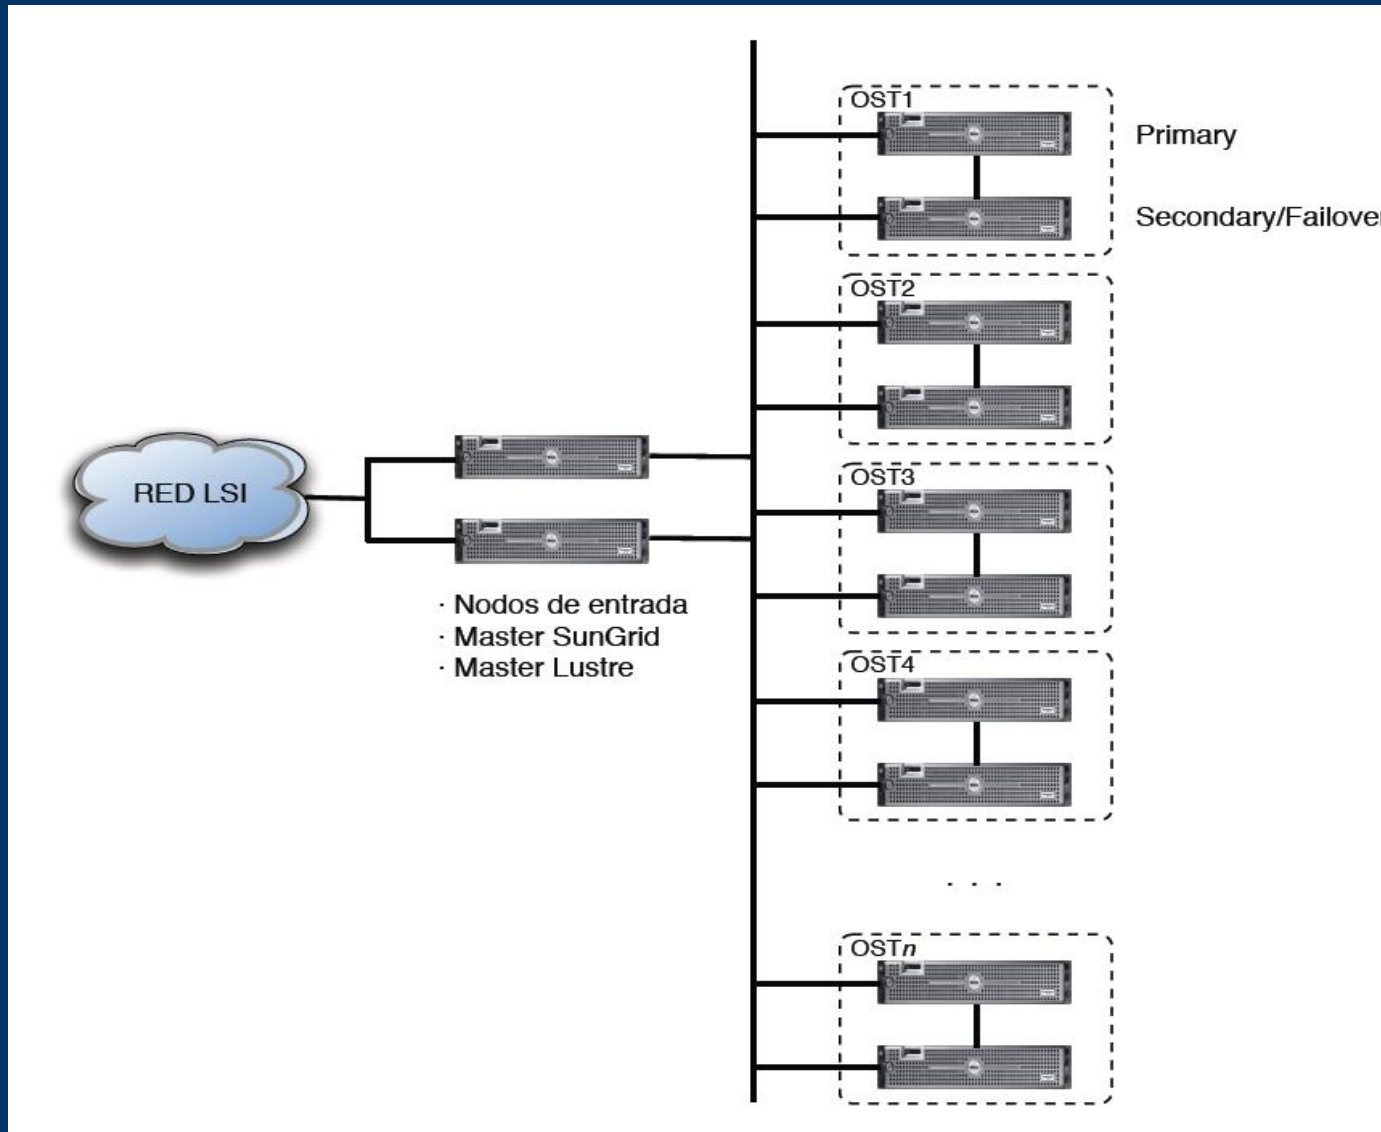 OST1
Primary
Secondary/Failover
OST2
RED LSI
OST3
· Nodos de entrada
· Master SunGrid
· Master Lustre
OST4
. . .
OSTn